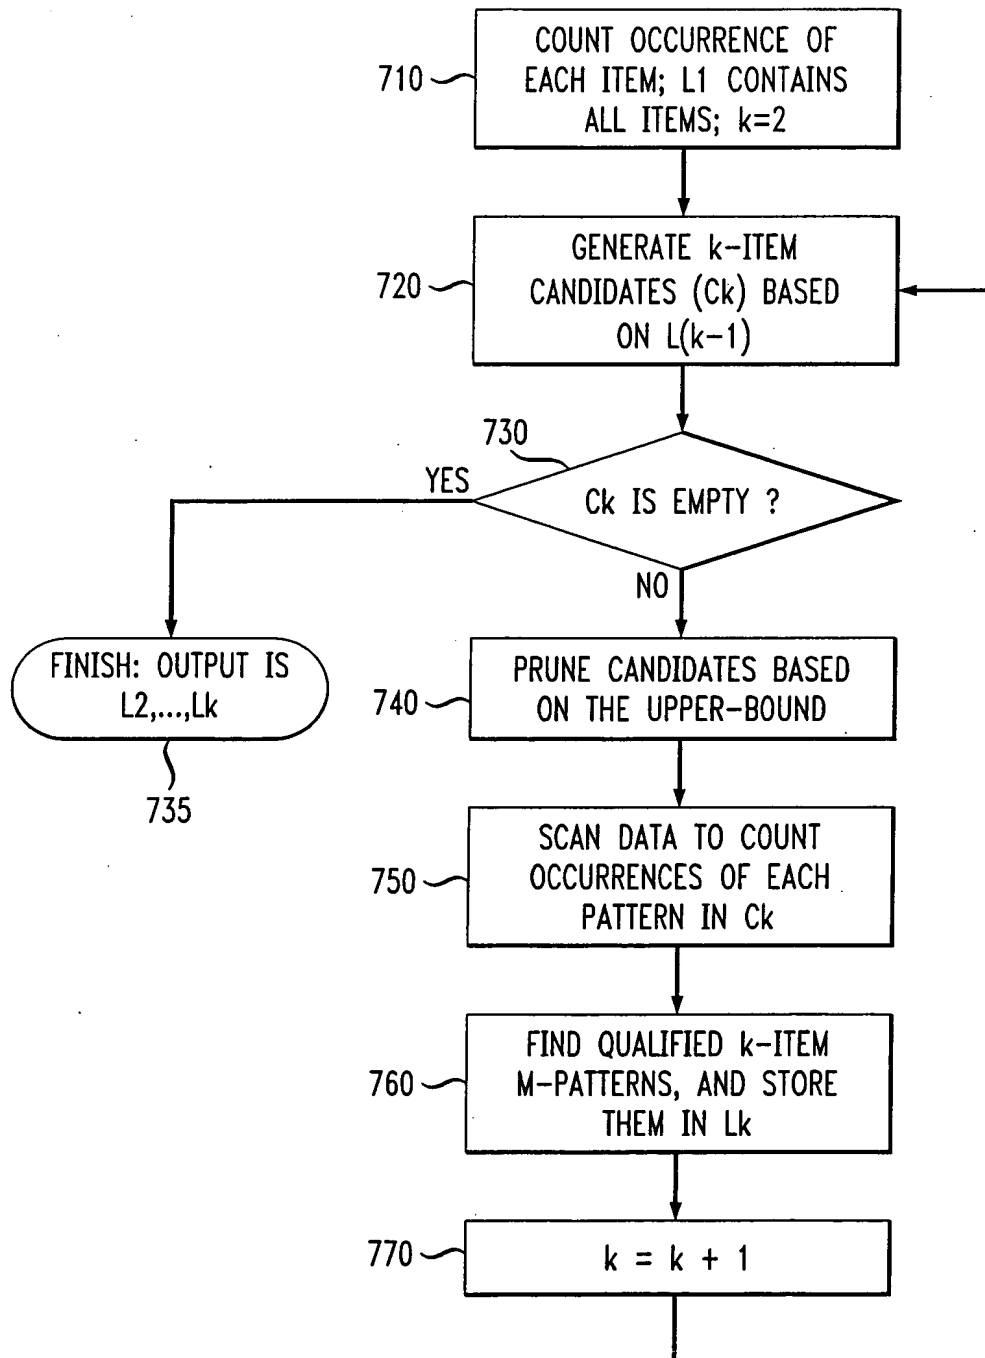 COUNT OCCURRENCE OF
EACH ITEM; L1 CONTAINS
ALL ITEMS; k=2
710
GENERATE k-ITEM
CANDIDATES (Ck) BASED
ON L(k-1)
720
730
YES
Ck IS EMPTY ?
NO
FINISH: OUTPUT IS
L2,...,Lk
735
PRUNE CANDIDATES BASED
ON THE UPPER-BOUND
740
SCAN DATA TO COUNT
OCCURRENCES OF EACH
PATTERN IN Ck
750
FIND QUALIFIED k-ITEM
M-PATTERNS, AND STORE
THEM IN Lk
760
770
k = k + 1